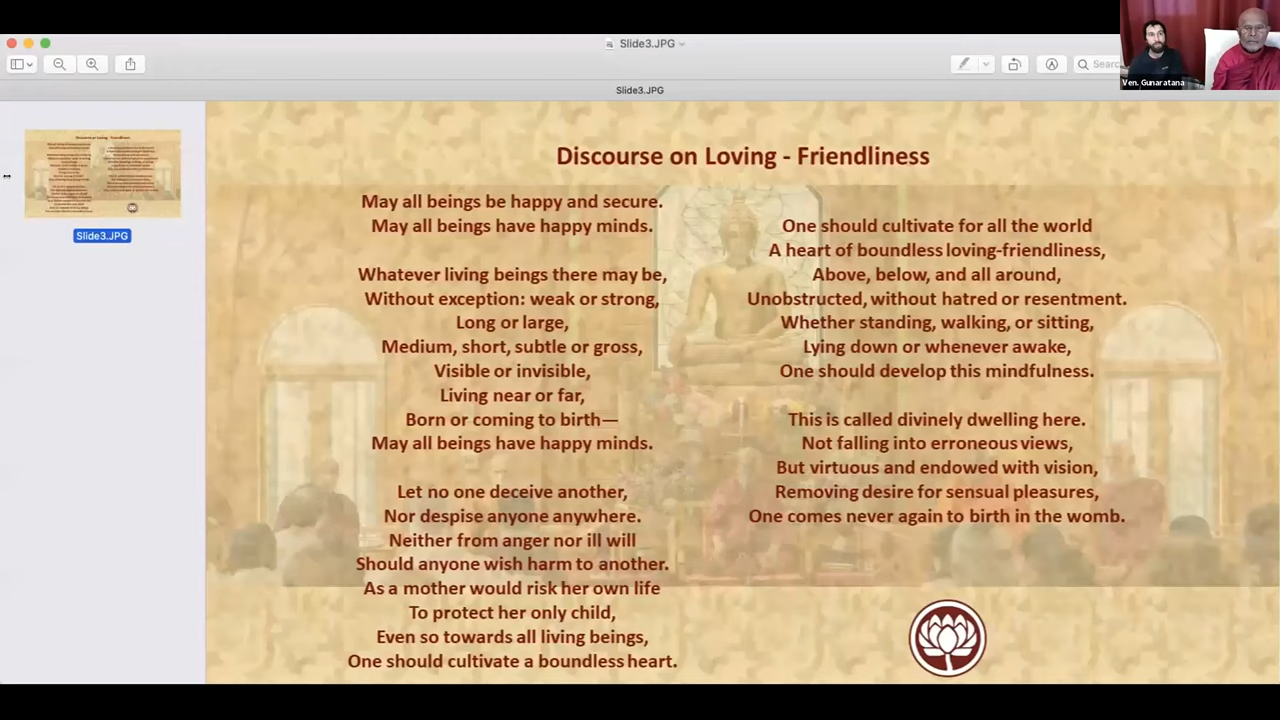 Slide3.JPG
Searc
Ven. Gunaratana
Slide3.JPG
Slide3.JPG
Discourse on Loving - Friendliness
May all beings be happy and secure.
May all beings have happy minds.
Whatever living beings there may be,
Without exception: weak or strong,
Long or large,
Medium, short, subtle or gross,
Visible or invisible,
Living near or far,
Born or coming to birth—
May all beings have happy minds.
Let no one deceive another,
Nor despise anyone anywhere.
Neither from anger nor ill will
Should anyone wish harm to another.
As a mother would risk her own life
To protect her only child,
Even so towards all living beings,
One should cultivate a boundless heart.
One should cultivate for all the world
A heart of boundless loving-friendliness,
Above, below, and all around,
Unobstructed, without hatred or resentment.
Whether standing, walking, or sitting,
Lying down or whenever awake,
One should develop this mindfulness.
This is called divinely dwelling here.
Not falling into erroneous views,
But virtuous and endowed with vision,
Removing desire for sensual pleasures,
One comes never again to birth in the womb.